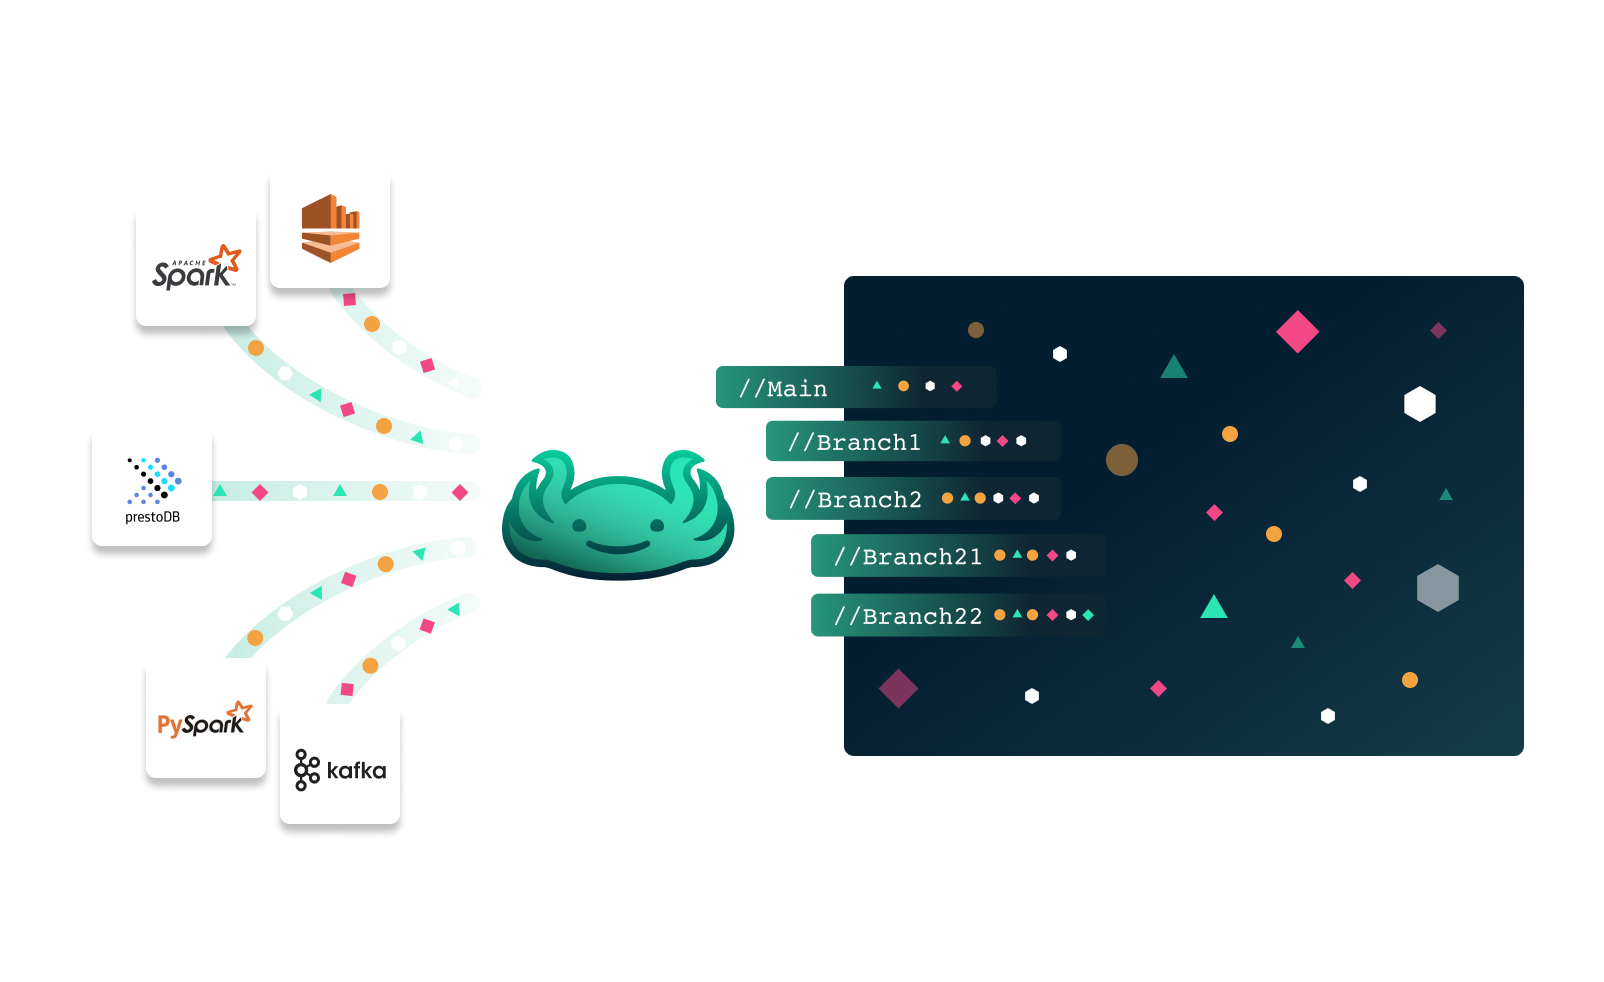 APACHE
Spark
prestoDB
PySpark
kafka
//Main
//Branch1
//Branch2
//Branch21
//Branch22